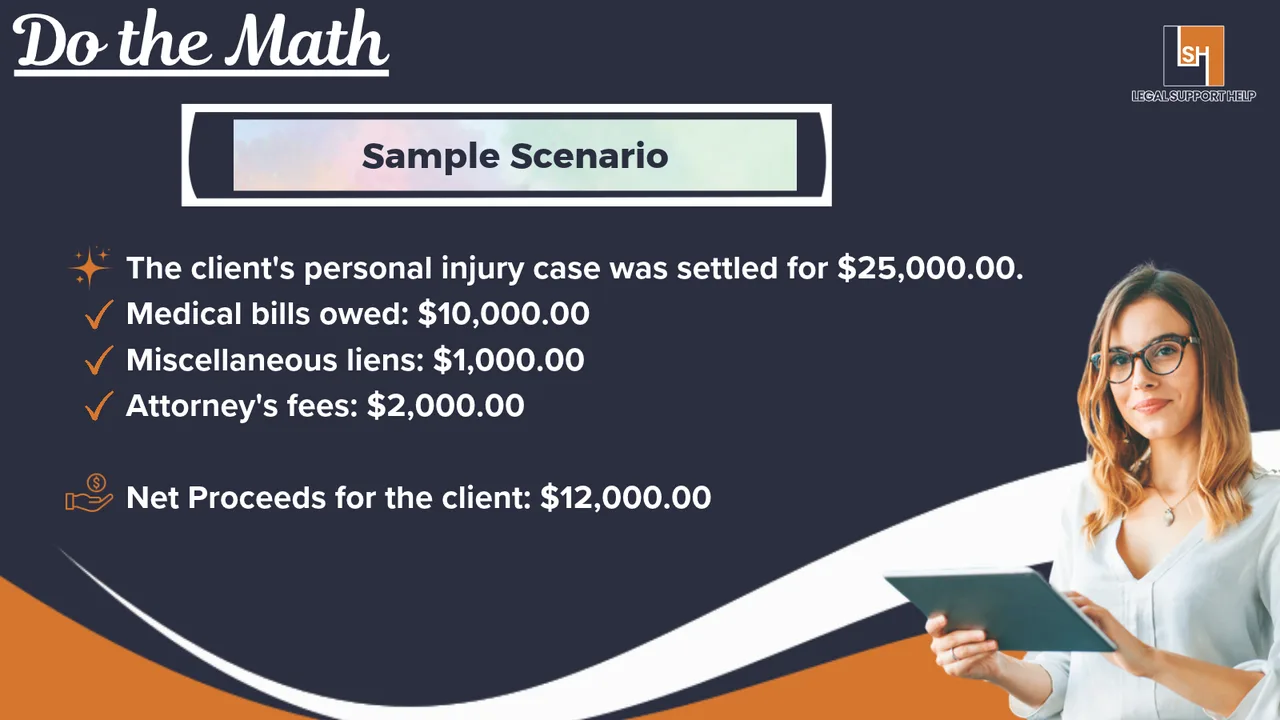 Do the Math
LSH
LEGAL SUPPORT HELP
Sample Scenario
The client's personal injury case was settled for $25,000.00.
Medical bills owed: $10,000.00
Miscellaneous liens: $1,000.00
Attorney's fees: $2,000.00
$
Net Proceeds for the client: $12,000.00